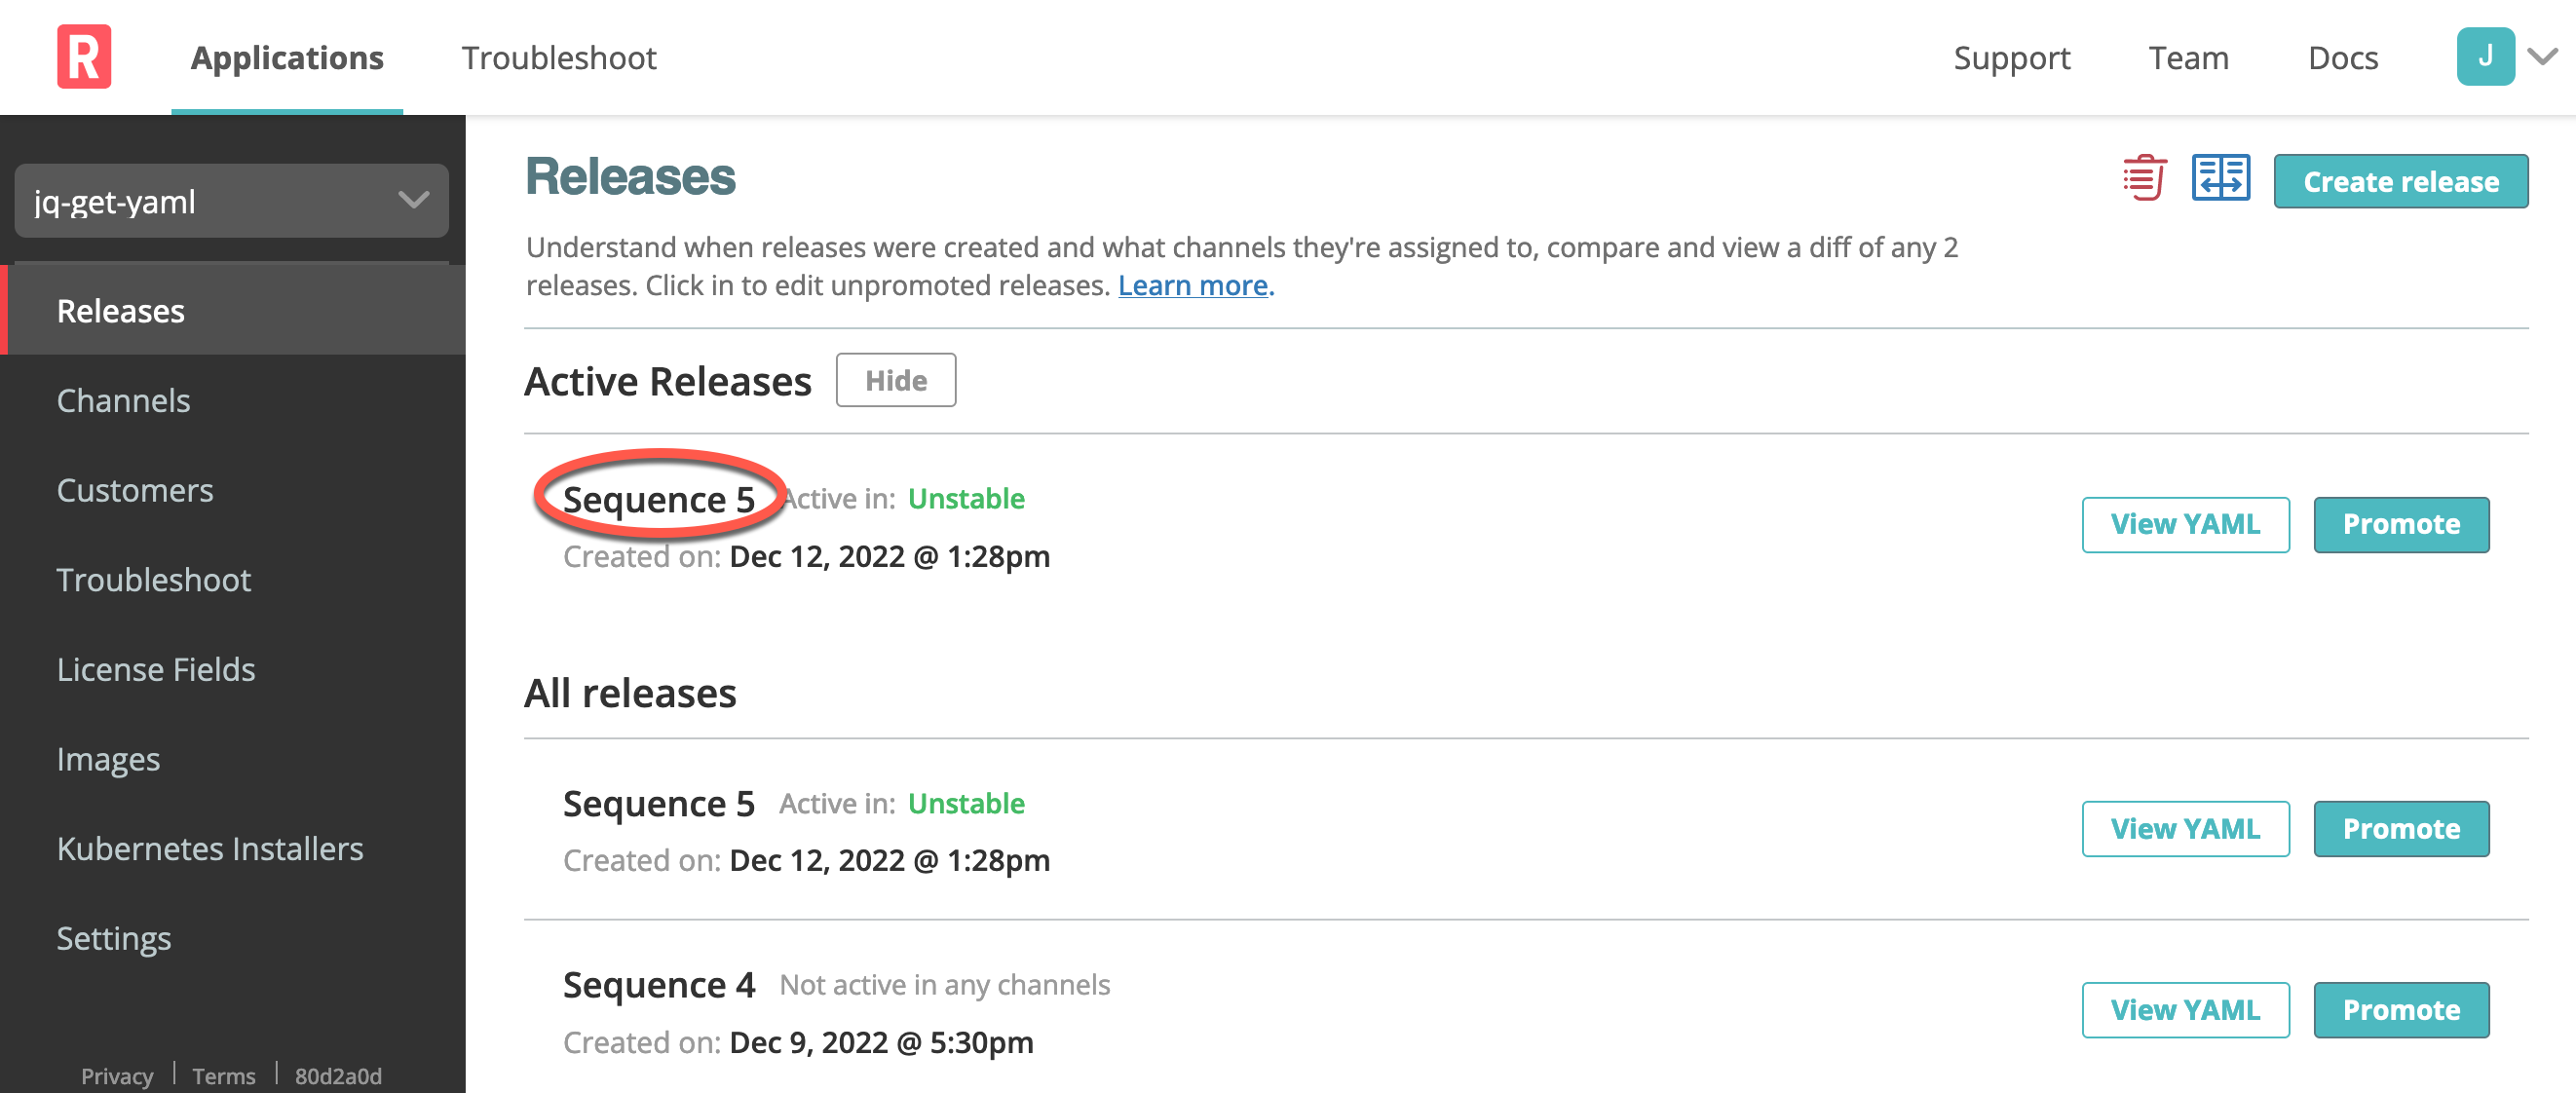 R
Applications
Troubleshoot
Support
Team
Docs
J
jq-get-yaml
Releases
Channels
Customers
Troubleshoot
License Fields
Images
Kubernetes Installers
Settings
Privacy | Terms | 80d2a0d
Releases
Create release
Understand when releases were created and what channels they're assigned to, compare and view a diff of any 2
releases. Click in to edit unpromoted releases. Learn more.
Active Releases
Hide
Sequence 5 Active in: Unstable
Created on: Dec 12, 2022 @ 1:28pm
View YAML
Promote
All releases
Sequence 5 Active in: Unstable
Created on: Dec 12, 2022 @ 1:28pm
View YAML
Promote
Sequence 4 Not active in any channels
Created on: Dec 9, 2022 @ 5:30pm
View YAML
Promote